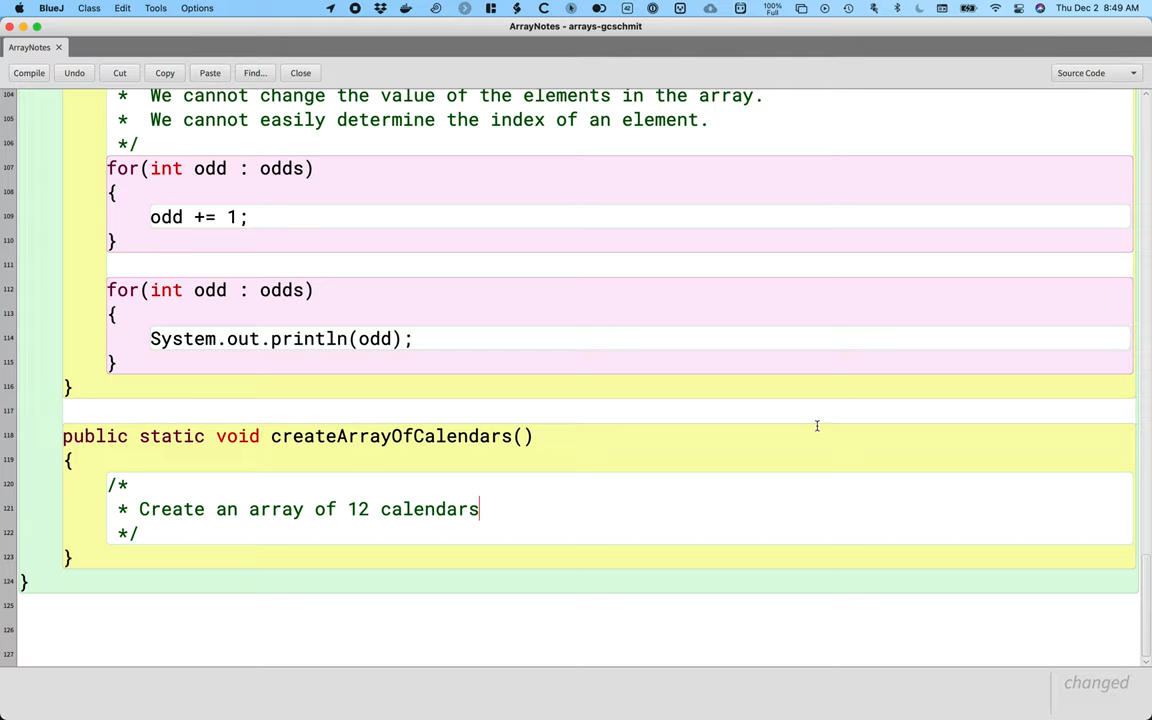 BlueJ Class Edit Tools Options 42 100% Full Thu Dec 2 8:49 AM
ArrayNotes - arrays-gcschmit
ArrayNotes ×
Compile Undo Cut Copy Paste Find... Close Source Code
104 * We cannot change the value of the elements in the array.
105 * We cannot easily determine the index of an element.
106 */
107 for(int odd : odds)
108 {
109 odd += 1;
110 }
111
112 for(int odd : odds)
113 {
114 System.out.println(odd);
115 }
116 }
117
118 public static void createArrayOfCalendars()
119 {
120 /*
121 * Create an array of 12 calendars
122 */
123 }
124 }
125
126
127
changed